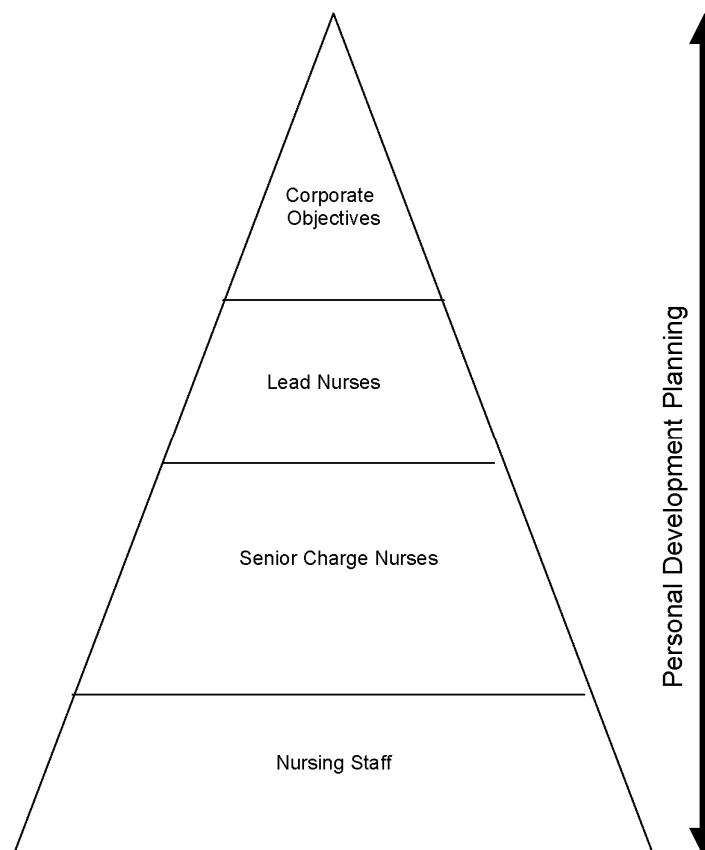 Corporate
Objectives
Lead Nurses
Senior Charge Nurses
Nursing Staff
Personal Development Planning